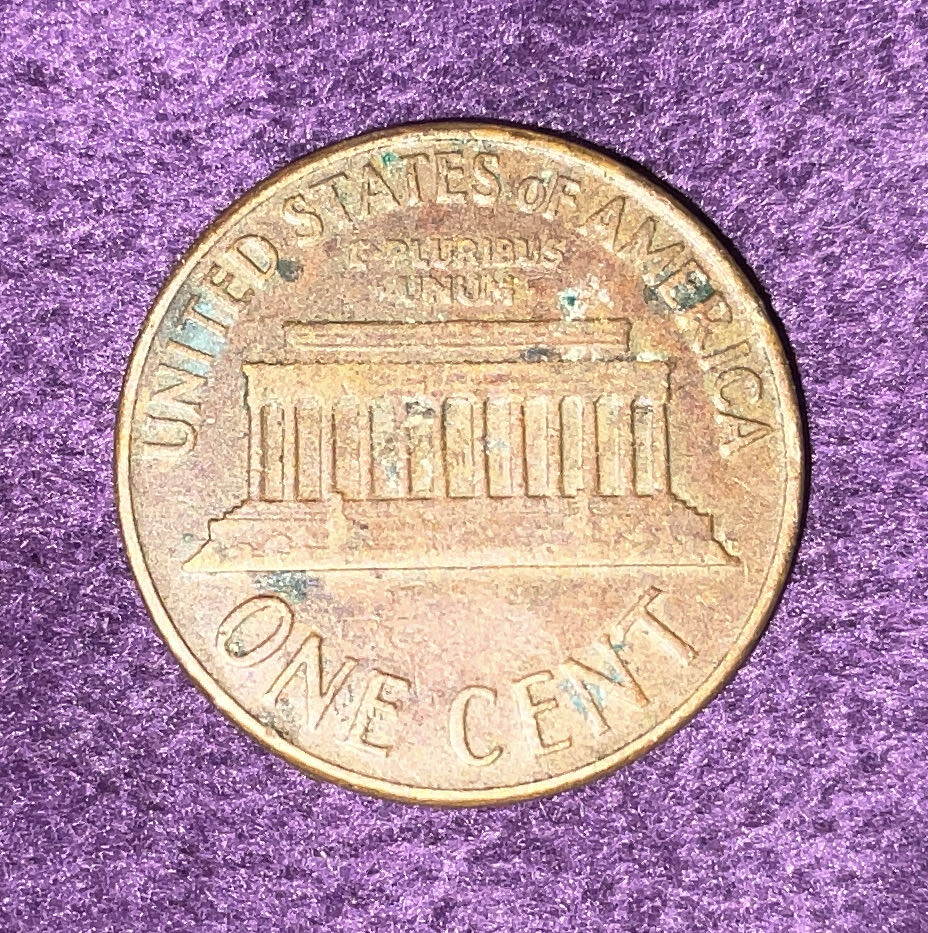 UNITED STATES OF AMERICA
E PLURIBUS
UNUM
ONE CENT